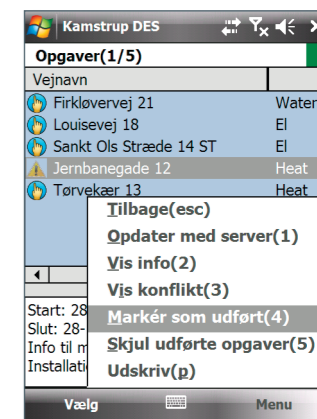 Kamstrup DES
Opgaver(1/5)
Vejnavn
Firkløvervej 21 Water
Louisevej 18 El
Sankt Ols Stræde 14 ST El
Jernbanegade 12 Heat
Tørvekær 13 Heat
Tilbage(esc)
Opdater med server(1)
Vis info(2)
Vis konflikt(3)
Markér som udført(4)
Skjul udførte opgaver(5)
Udskriv(p)
Start: 28
Slut: 28-
Info til
Vælg Menu